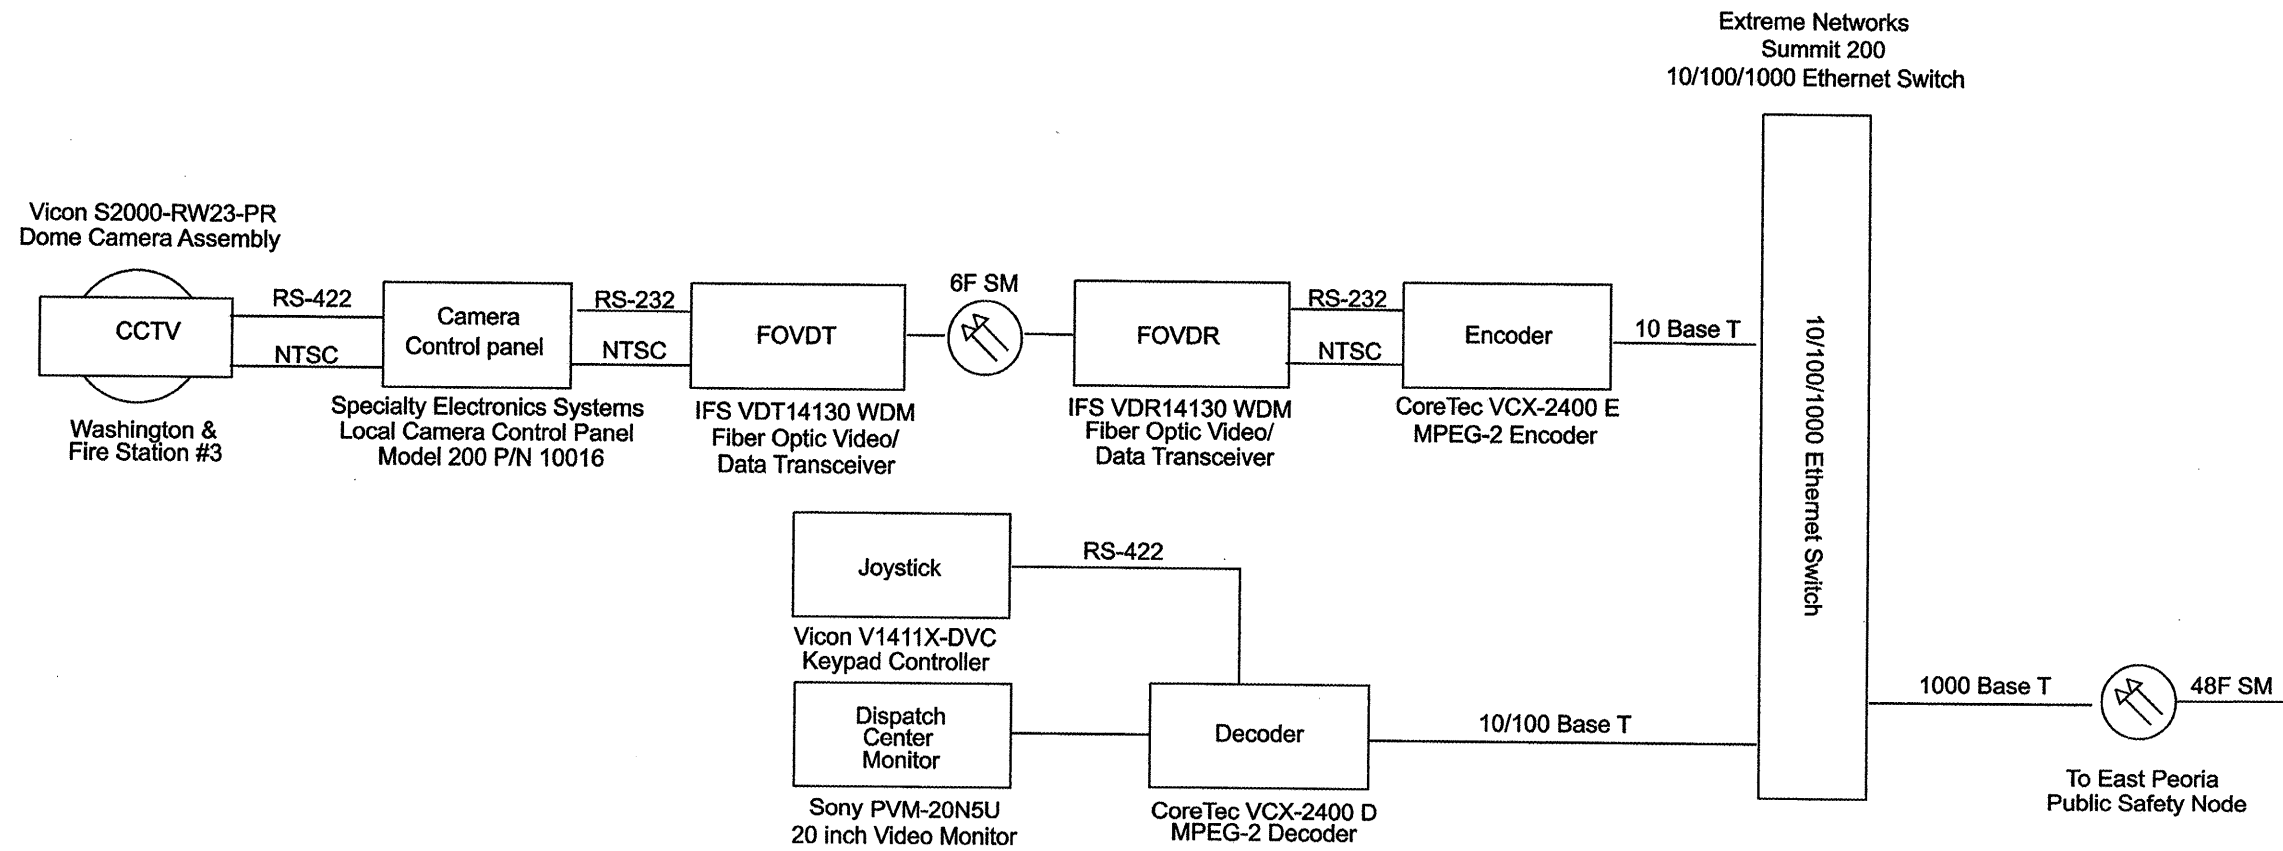 Extreme Networks
Summit 200
10/100/1000 Ethernet Switch
Vicon S2000-RW23-PR
Dome Camera Assembly
CCTV
Washington &
Fire Station #3
RS-422
NTSC
Camera
Control panel
Specialty Electronics Systems
Local Camera Control Panel
Model 200 P/N 10016
RS-232
NTSC
FOVDT
IFS VDT14130 WDM
Fiber Optic Video/
Data Transceiver
6F SM
FOVDR
IFS VDR14130 WDM
Fiber Optic Video/
Data Transceiver
RS-232
NTSC
Encoder
CoreTec VCX-2400 E
MPEG-2 Encoder
10 Base T
10/100/1000 Ethernet Switch
Joystick
Vicon V1411X-DVC
Keypad Controller
RS-422
Dispatch
Center
Monitor
Sony PVM-20N5U
20 inch Video Monitor
Decoder
CoreTec VCX-2400 D
MPEG-2 Decoder
10/100 Base T
1000 Base T
48F SM
To East Peoria
Public Safety Node